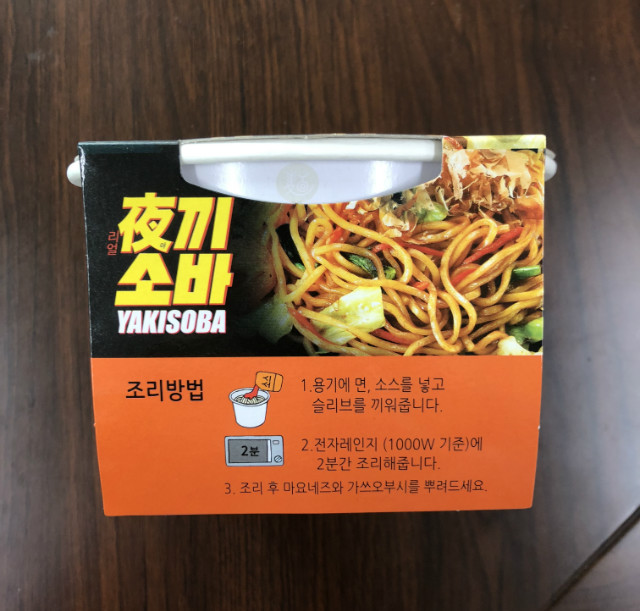 리얼
夜끼
소바
YAKISOBA
조리방법
1.용기에 면, 소스를 넣고
슬리브를 끼워줍니다.
2분
2.전자레인지 (1000W 기준)에
2분간 조리해줍니다.
3. 조리 후 마요네즈와 가쓰오부시를 뿌려드세요.